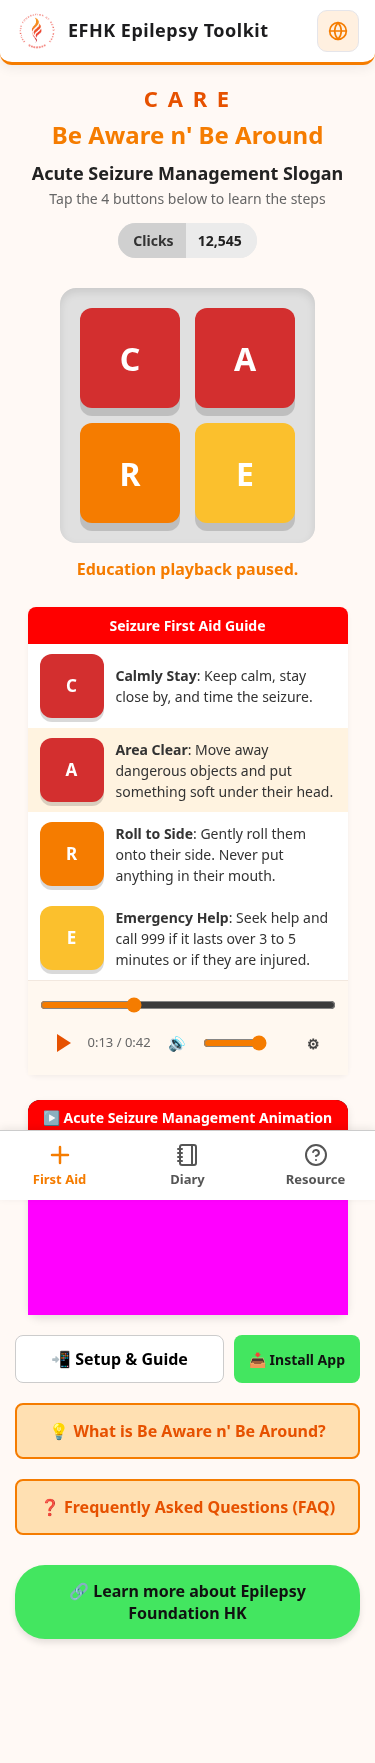 EFHK Epilepsy Toolkit
CARE
Be Aware n' Be Around
Acute Seizure Management Slogan
Tap the 4 buttons below to learn the steps
Clicks 12,545
C A
R E
Education playback paused.
Seizure First Aid Guide
C
Calmly Stay: Keep calm, stay
close by, and time the seizure.
A
Area Clear: Move away
dangerous objects and put
something soft under their head.
R
Roll to Side: Gently roll them
onto their side. Never put
anything in their mouth.
E
Emergency Help: Seek help and
call 999 if it lasts over 3 to 5
minutes or if they are injured.
0:13 / 0:42
▶️ Acute Seizure Management Animation
First Aid Diary Resource
📲 Setup & Guide
📥 Install App
💡 What is Be Aware n' Be Around?
❓ Frequently Asked Questions (FAQ)
🔗 Learn more about Epilepsy
Foundation HK